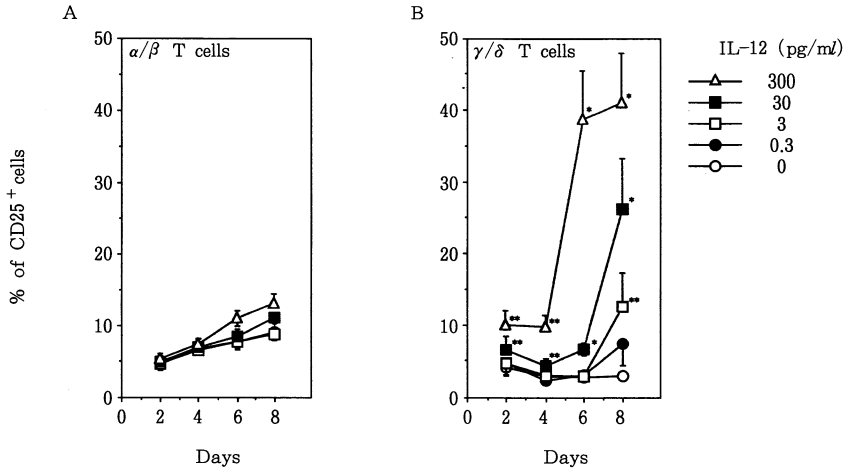 A
α/β T cells
% of CD25+ cells
50
40
30
20
10
0
0 2 4 6 8
Days
B
γ/δ T cells
50
40
30
20
10
0
** ** * *
** ** * *
**
0 2 4 6 8
Days
IL-12 (pg/ml)
300
30
3
0.3
0